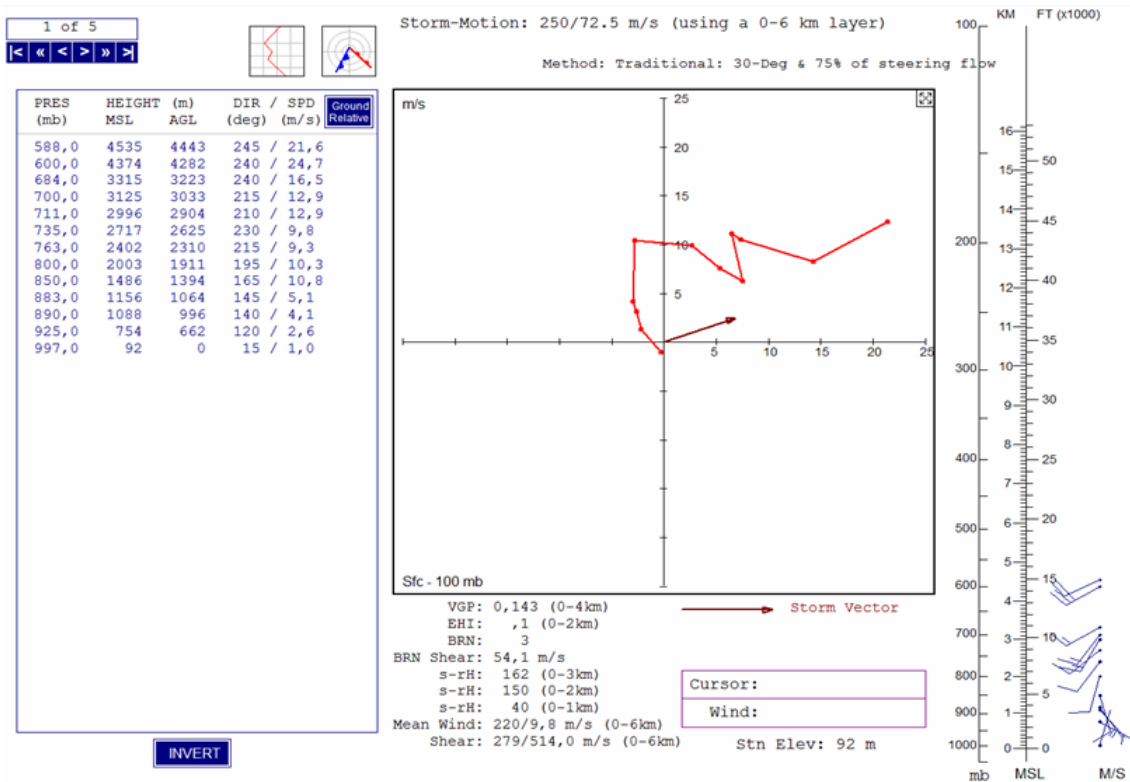 1 of 5
|< « < > » >|
Storm-Motion: 250/72.5 m/s (using a 0-6 km layer)
Method: Traditional: 30-Deg & 75% of steering flow
PRES HEIGHT (m) DIR / SPD
(mb) MSL AGL (deg) (m/s)
Ground
Relative
588,0 4535 4443 245 / 21,6
600,0 4374 4282 240 / 24,7
684,0 3315 3223 240 / 16,5
700,0 3125 3033 215 / 12,9
711,0 2996 2904 210 / 12,9
735,0 2717 2625 230 / 9,8
763,0 2402 2310 215 / 9,3
800,0 2003 1911 195 / 10,3
850,0 1486 1394 165 / 10,8
883,0 1156 1064 145 / 5,1
890,0 1088 996 140 / 4,1
925,0 754 662 120 / 2,6
997,0 92 0 15 / 1,0
INVERT
m/s
25
20
15
10
5
5 10 15 20 25
Sfc - 100 mb
VGP: 0,143 (0-4km)
EHI: ,1 (0-2km)
BRN: 3
BRN Shear: 54,1 m/s
s-rH: 162 (0-3km)
s-rH: 150 (0-2km)
s-rH: 40 (0-1km)
Mean Wind: 220/9,8 m/s (0-6km)
Shear: 279/514,0 m/s (0-6km)
Storm Vector
Cursor:
Wind:
Stn Elev: 92 m
KM FT (x1000)
100
200
300
400
500
600
700
800
900
1000
mb
16
15
14
13
12
11
10
9
8
7
6
5
4
3
2
1
0
MSL
50
45
40
35
30
25
20
15
10
5
0
M/S